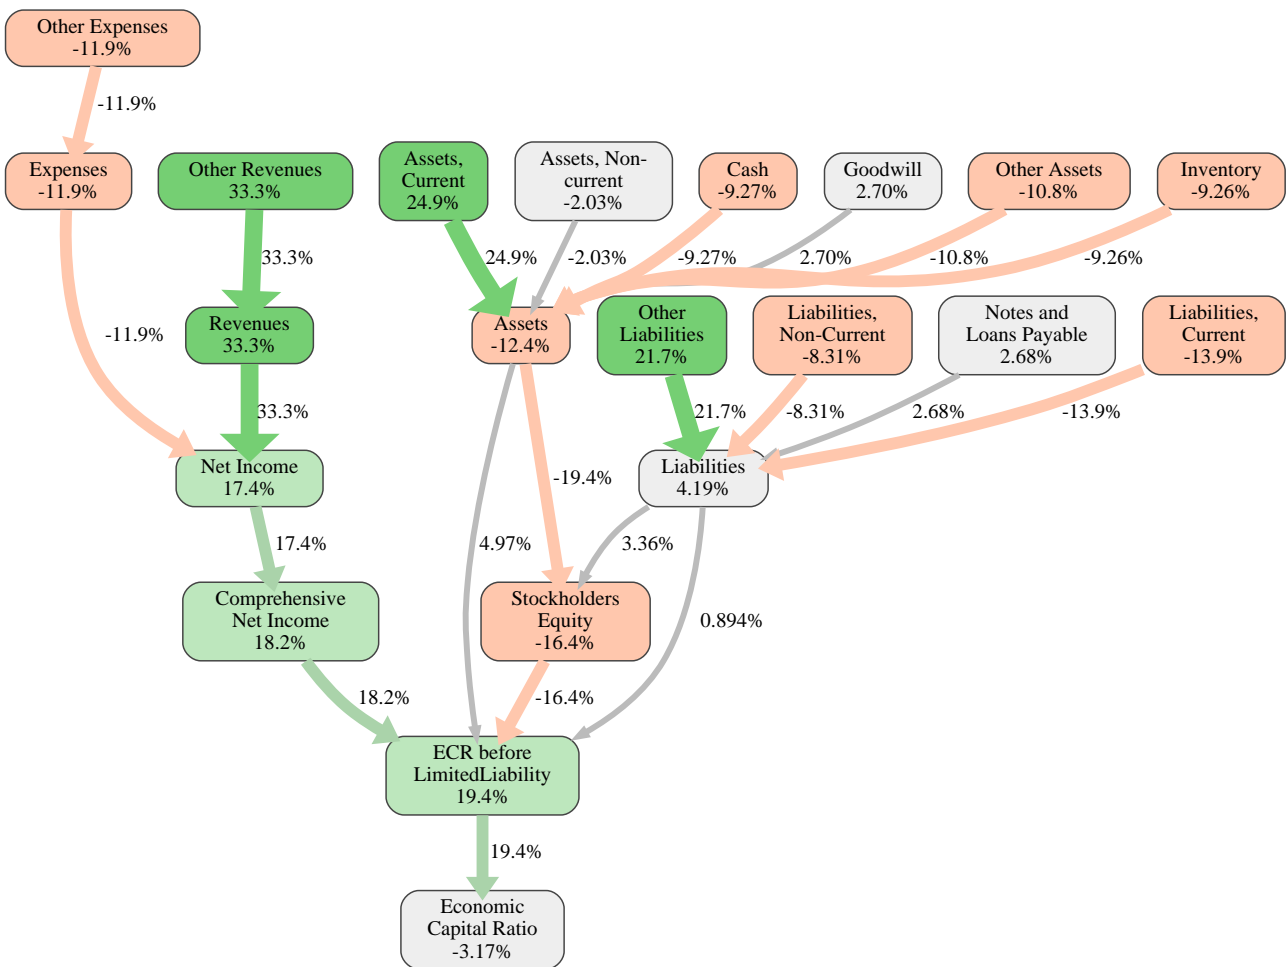 Other Expenses
-11.9%
-11.9%
Expenses
-11.9%
Other Revenues
33.3%
Assets,
Current
24.9%
Assets, Non-
current
-2.03%
Cash
-9.27%
Goodwill
2.70%
Other Assets
-10.8%
Inventory
-9.26%
33.3%
24.9%
-2.03%
-9.27%
2.70%
-10.8%
-9.26%
-11.9%
Revenues
33.3%
Assets
-12.4%
Other
Liabilities
21.7%
Liabilities,
Non-Current
-8.31%
Notes and
Loans Payable
2.68%
Liabilities,
Current
-13.9%
33.3%
21.7%
-8.31%
2.68%
-13.9%
Net Income
17.4%
-19.4%
Liabilities
4.19%
17.4%
4.97%
3.36%
Comprehensive
Net Income
18.2%
Stockholders
Equity
-16.4%
0.894%
18.2%
-16.4%
ECR before
LimitedLiability
19.4%
19.4%
Economic
Capital Ratio
-3.17%